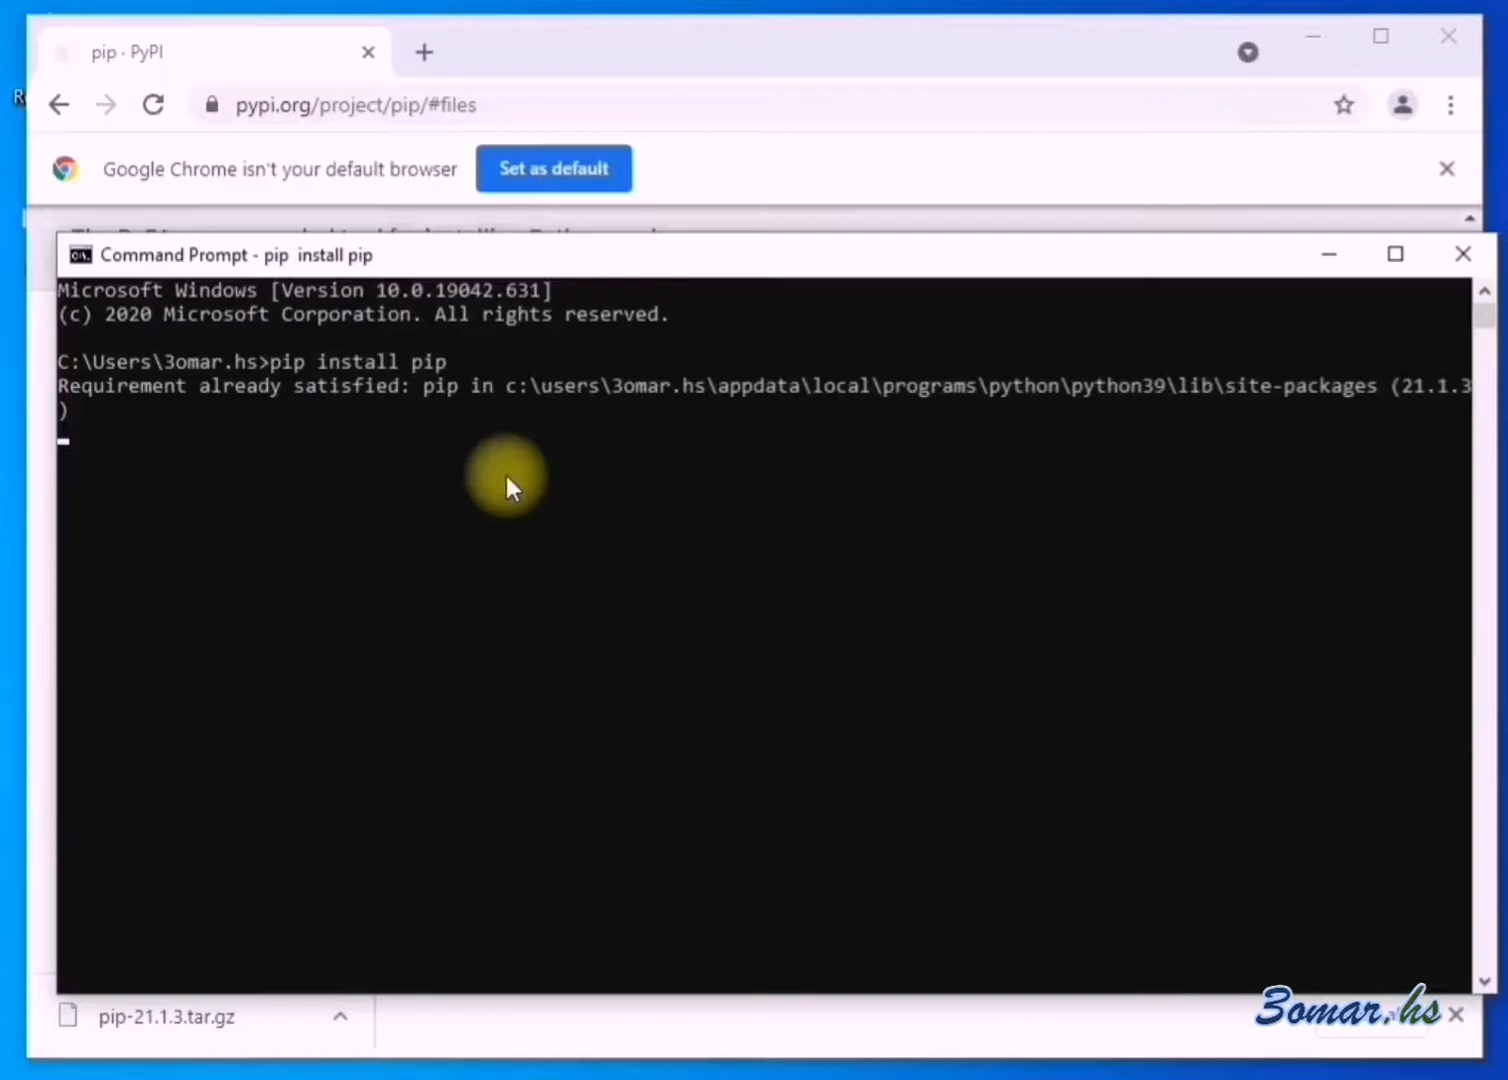 pip · PyPI
pypi.org/project/pip/#files
Google Chrome isn't your default browser
Set as default
Command Prompt - pip  install pip
Microsoft Windows [Version 10.0.19042.631]
(c) 2020 Microsoft Corporation. All rights reserved.
C:\Users\3omar.hs>pip install pip
Requirement already satisfied: pip in c:\users\3omar.hs\appdata\local\programs\python\python39\lib\site-packages (21.1.3
)
pip-21.1.3.tar.gz
3omar.hs